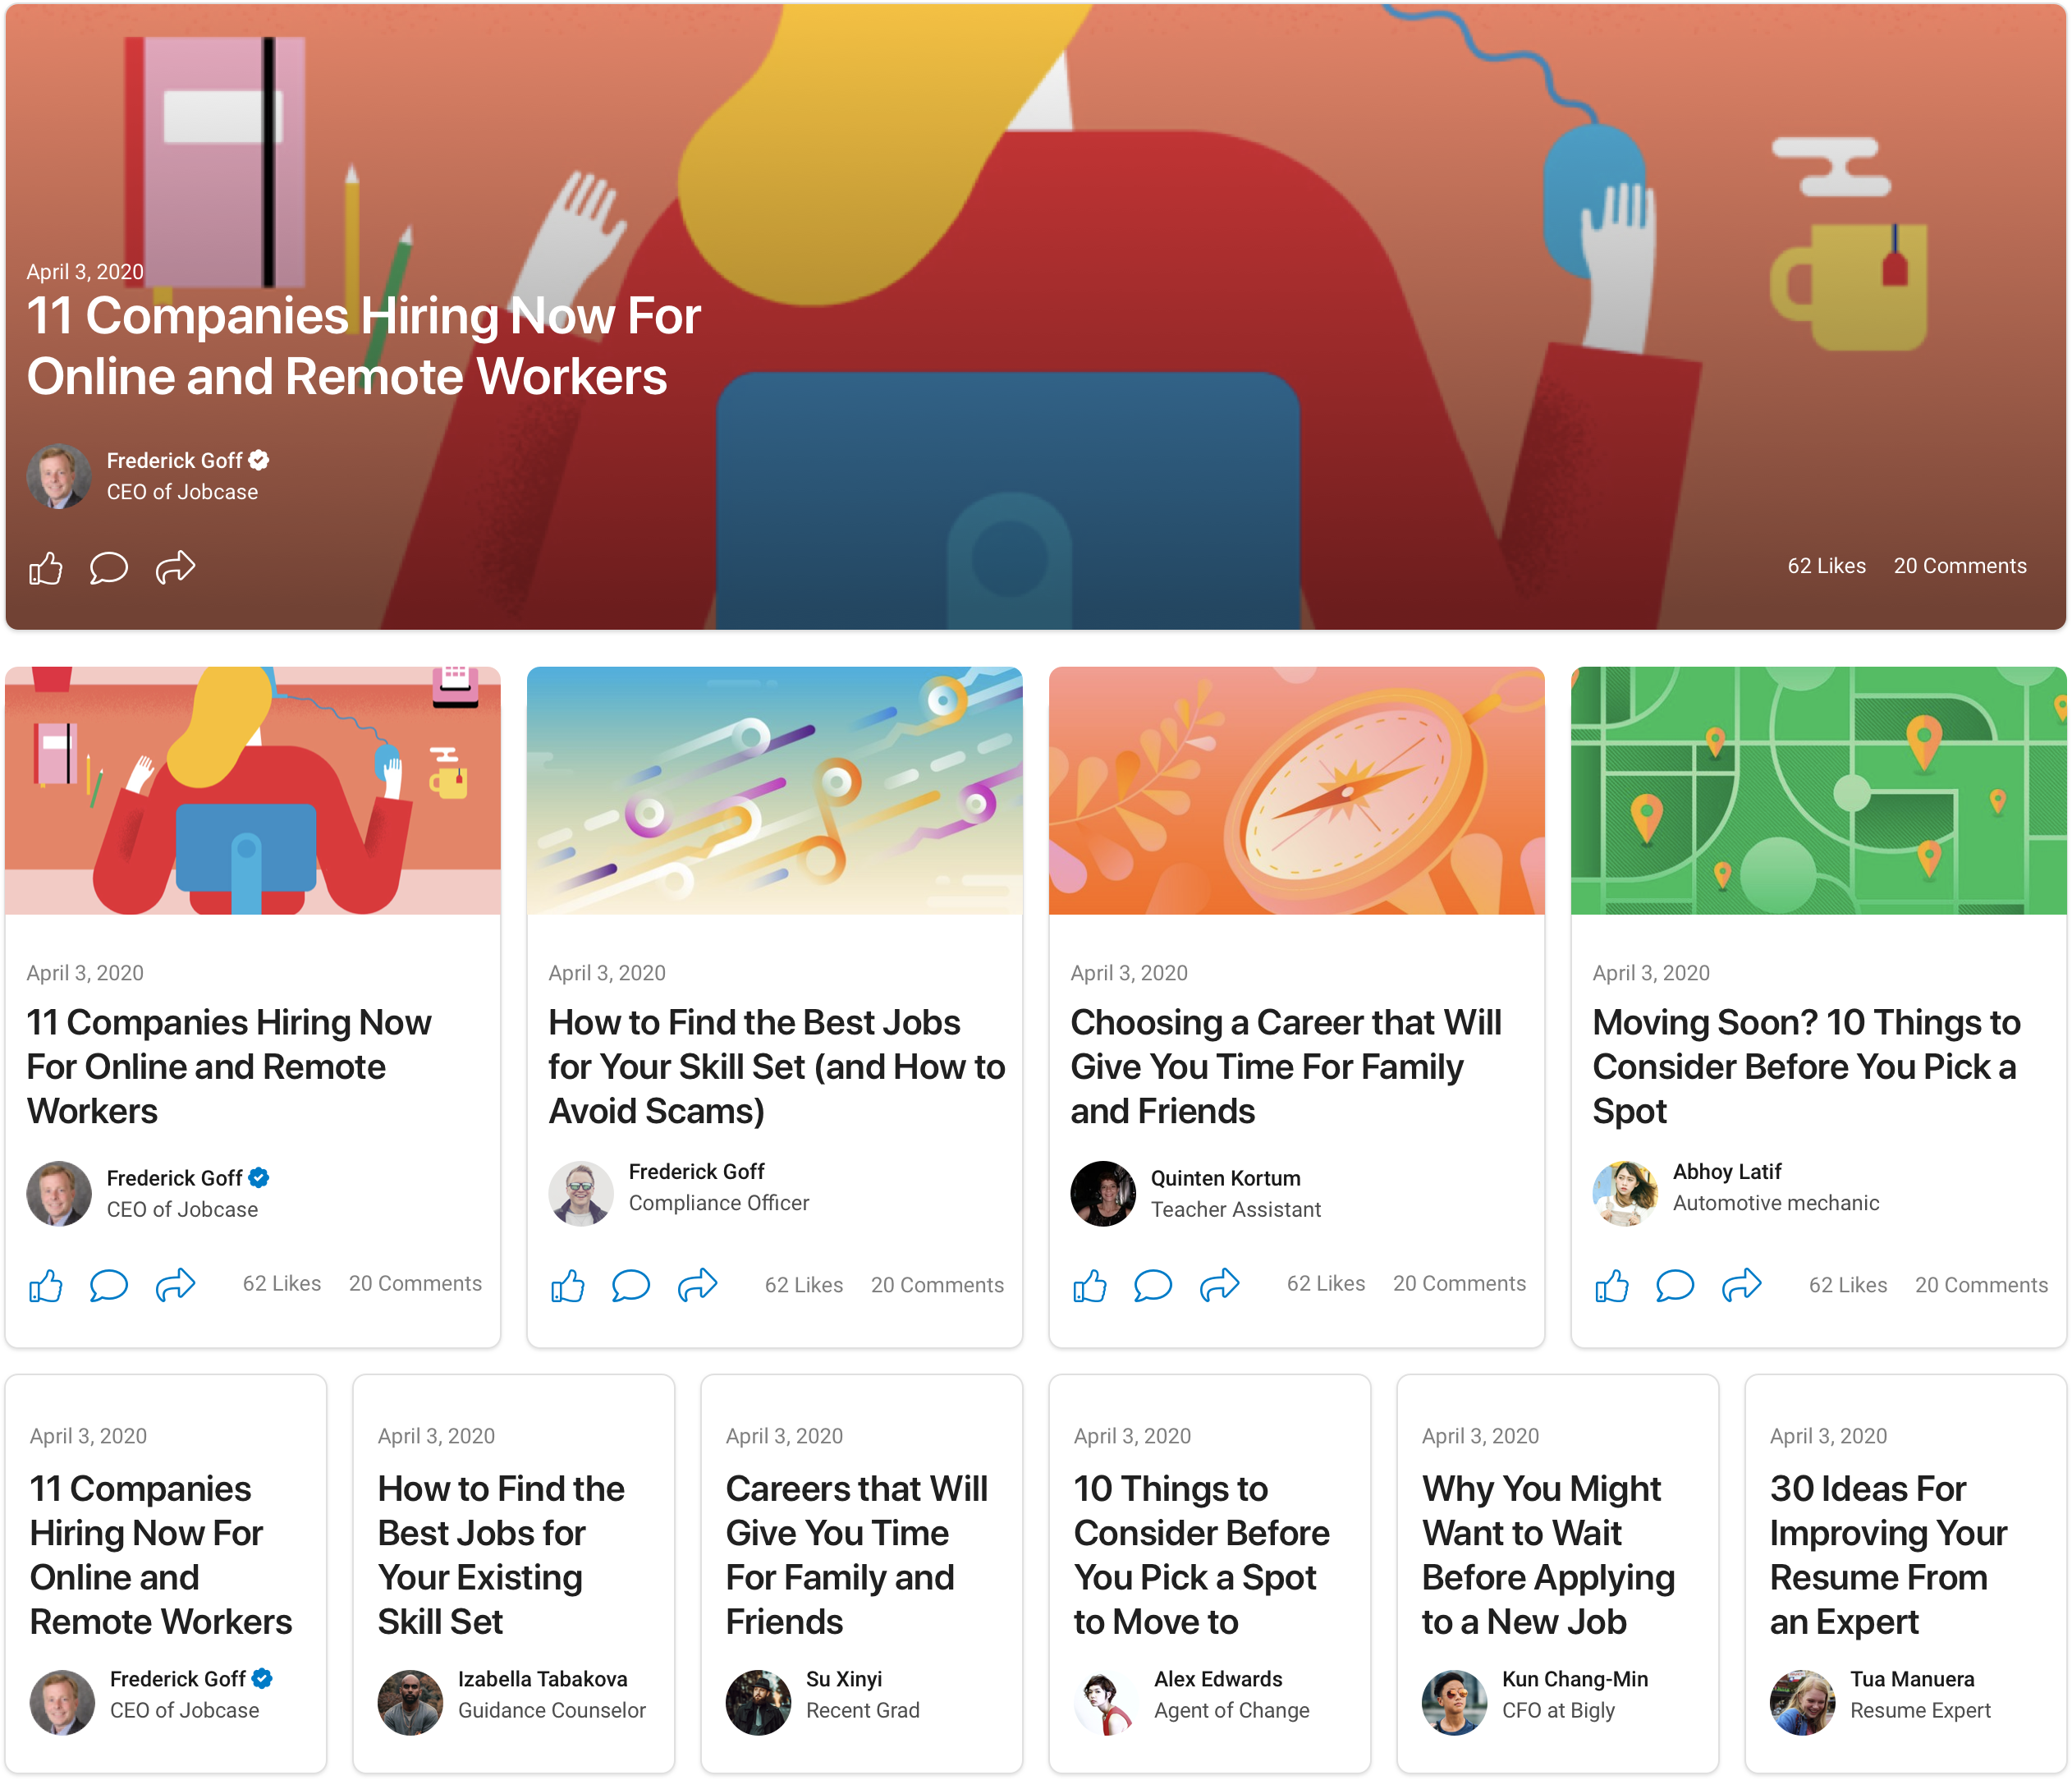 April 3, 2020
11 Companies Hiring Now For
Online and Remote Workers
Frederick Goff
CEO of Jobcase
62 Likes 20 Comments
April 3, 2020
11 Companies Hiring Now
For Online and Remote
Workers
Frederick Goff
CEO of Jobcase
62 Likes 20 Comments
April 3, 2020
How to Find the Best Jobs
for Your Skill Set (and How to
Avoid Scams)
Frederick Goff
Compliance Officer
62 Likes 20 Comments
April 3, 2020
Choosing a Career that Will
Give You Time For Family
and Friends
Quinten Kortum
Teacher Assistant
62 Likes 20 Comments
April 3, 2020
Moving Soon? 10 Things to
Consider Before You Pick a
Spot
Abhoy Latif
Automotive mechanic
62 Likes 20 Comments
April 3, 2020
11 Companies
Hiring Now For
Online and
Remote Workers
Frederick Goff
CEO of Jobcase
April 3, 2020
How to Find the
Best Jobs for
Your Existing
Skill Set
Izabella Tabakova
Guidance Counselor
April 3, 2020
Careers that Will
Give You Time
For Family and
Friends
Su Xinyi
Recent Grad
April 3, 2020
10 Things to
Consider Before
You Pick a Spot
to Move to
Alex Edwards
Agent of Change
April 3, 2020
Why You Might
Want to Wait
Before Applying
to a New Job
Kun Chang-Min
CFO at Bigly
April 3, 2020
30 Ideas For
Improving Your
Resume From
an Expert
Tua Manuera
Resume Expert